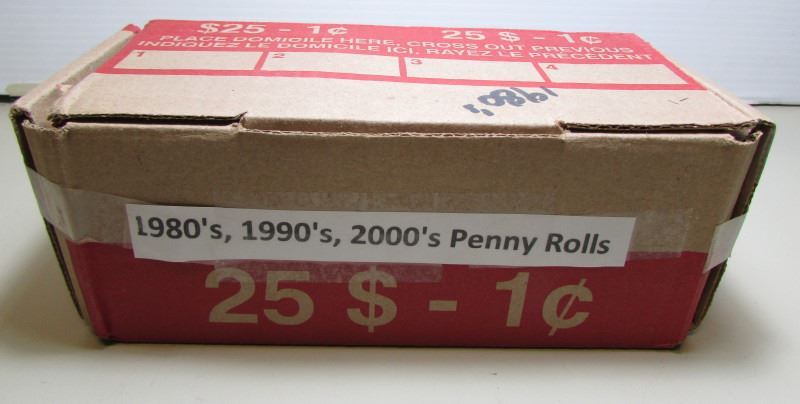 $25 - 1¢ 25 $ - 1¢
PLACE DOMICILE HERE, CROSS OUT PREVIOUS
INDIQUEZ LE DOMICILE ICI, RAYEZ LE PRÉCÉDENT
1 2 3 4
1980's
1980's, 1990's, 2000's Penny Rolls
25 $ - 1¢